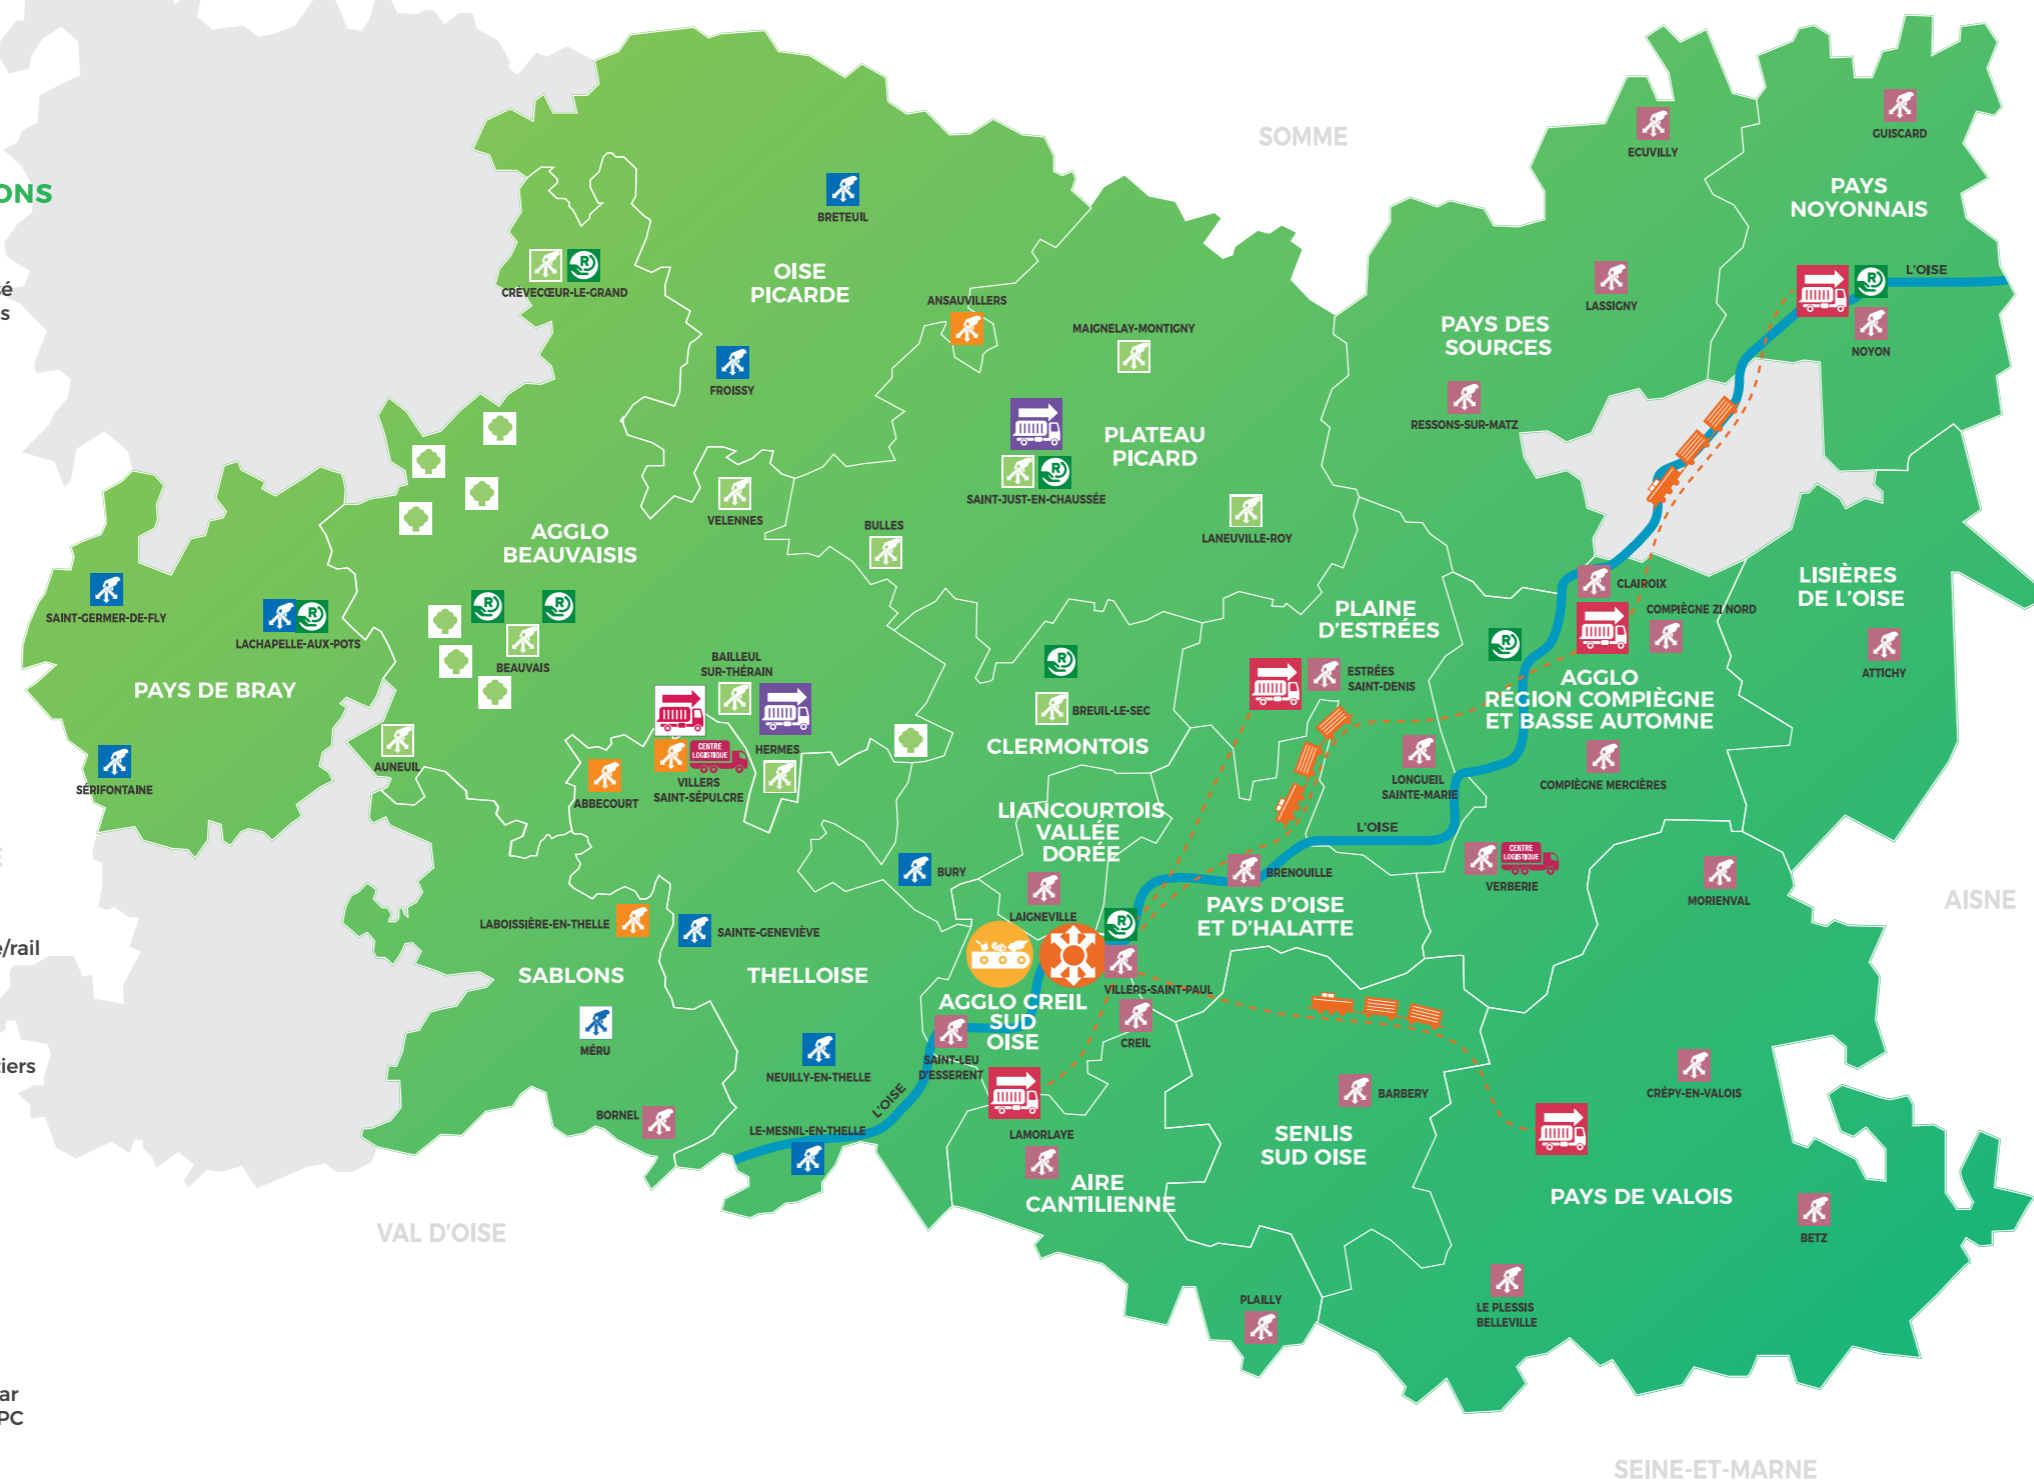 ONS
é
s
E
e/rail
iers
ar
PC
SOMME
AISNE
VAL D'OISE
SEINE-ET-MARNE
GUISCARD
ECUVILLY
PAYS
NOYONNAIS
L'OISE
NOYON
LASSIGNY
PAYS DES
SOURCES
RESSONS-SUR-MATZ
BRETEUIL
OISE
PICARDE
CRÈVECŒUR-LE-GRAND
ANSAUVILLERS
MAIGNELAY-MONTIGNY
FROISSY
PLATEAU
PICARD
SAINT-JUST-EN-CHAUSSÉE
VELENNES
BULLES
LANEUVILLE-ROY
AGGLO
BEAUVAISIS
SAINT-GERMER-DE-FLY
LACHAPELLE-AUX-POTS
PAYS DE BRAY
SÉRIFONTAINE
BEAUVAIS
AUNEUIL
BAILLEUL
SUR-THÉRAIN
HERMES
CENTRE
LOGISTIQUE
VILLERS
SAINT-SÉPULCRE
ABBECOURT
BREUIL-LE-SEC
CLERMONTOIS
PLAINE
D'ESTRÉES
ESTRÉES
SAINT-DENIS
CLAIROIX
COMPIÈGNE ZI NORD
LISIÈRES
DE L'OISE
ATTICHY
AGGLO
RÉGION COMPIÈGNE
ET BASSE AUTOMNE
LONGUEIL
SAINTE-MARIE
COMPIÈGNE MERCIÈRES
LIANCOURTOIS
VALLÉE
DORÉE
L'OISE
BURY
BRENOUILLE
CENTRE
LOGISTIQUE
VERBERIE
MORIENVAL
LAIGNEVILLE
PAYS D'OISE
ET D'HALATTE
LABOISSIÈRE-EN-THELLE
SAINTE-GENEVIÈVE
SABLONS
THELLOISE
MÉRU
NEUILLY-EN-THELLE
BORNEL
LE-MESNIL-EN-THELLE
L'OISE
VILLERS-SAINT-PAUL
AGGLO CREIL
SUD
OISE
CREIL
SAINT-LEU
D'ESSERENT
LAMORLAYE
AIRE
CANTILIENNE
BARBERY
SENLIS
SUD OISE
CRÉPY-EN-VALOIS
PAYS DE VALOIS
BETZ
LE PLESSIS
BELLEVILLE
PLAILLY
R
R
R
R
R
R
R
R
R